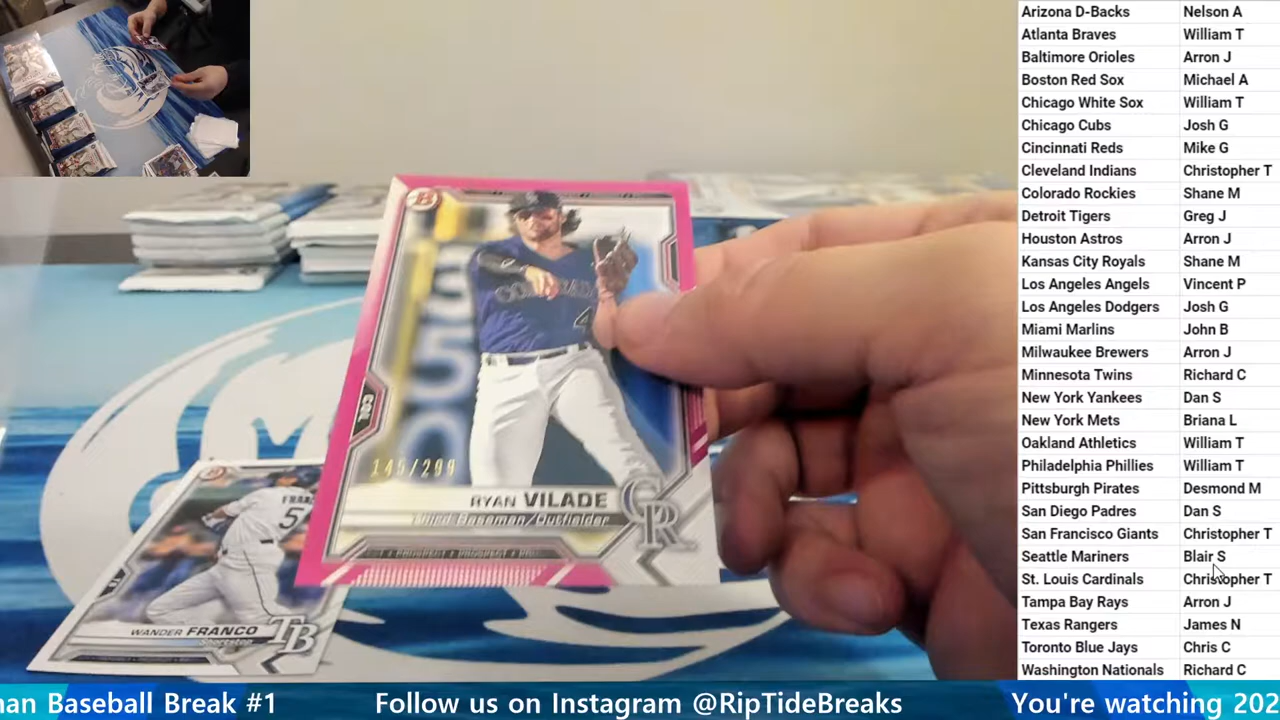 Arizona D-Backs Nelson A
Atlanta Braves William T
Baltimore Orioles Arron J
Boston Red Sox Michael A
Chicago White Sox William T
Chicago Cubs Josh G
Cincinnati Reds Mike G
Cleveland Indians Christopher T
Colorado Rockies Shane M
Detroit Tigers Greg J
Houston Astros Arron J
Kansas City Royals Shane M
Los Angeles Angels Vincent P
Los Angeles Dodgers Josh G
Miami Marlins John B
Milwaukee Brewers Arron J
Minnesota Twins Richard C
New York Yankees Dan S
New York Mets Briana L
Oakland Athletics William T
Philadelphia Phillies William T
Pittsburgh Pirates Desmond M
San Diego Padres Dan S
San Francisco Giants Christopher T
Seattle Mariners Blair S
St. Louis Cardinals Christopher T
Tampa Bay Rays Arron J
Texas Rangers James N
Toronto Blue Jays Chris C
Washington Nationals Richard C
B
COL
RYAN VILADE
Third Baseman/Outfielder
CR
WANDER FRANCO
Shortstop
TB
man Baseball Break #1 Follow us on Instagram @RipTideBreaks You're watching 202